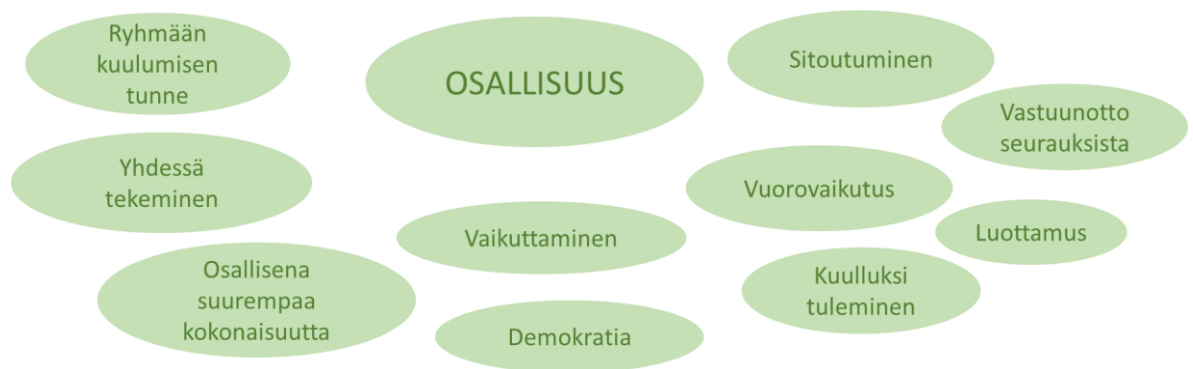 Ryhmään
kuulumisen
tunne
OSALLISUUS
Sitoutuminen
Vastuunotto
seurauksista
Yhdessä
tekeminen
Vuorovaikutus
Vaikuttaminen
Luottamus
Osallisena
suurempaa
kokonaisuutta
Kuulluksi
tuleminen
Demokratia